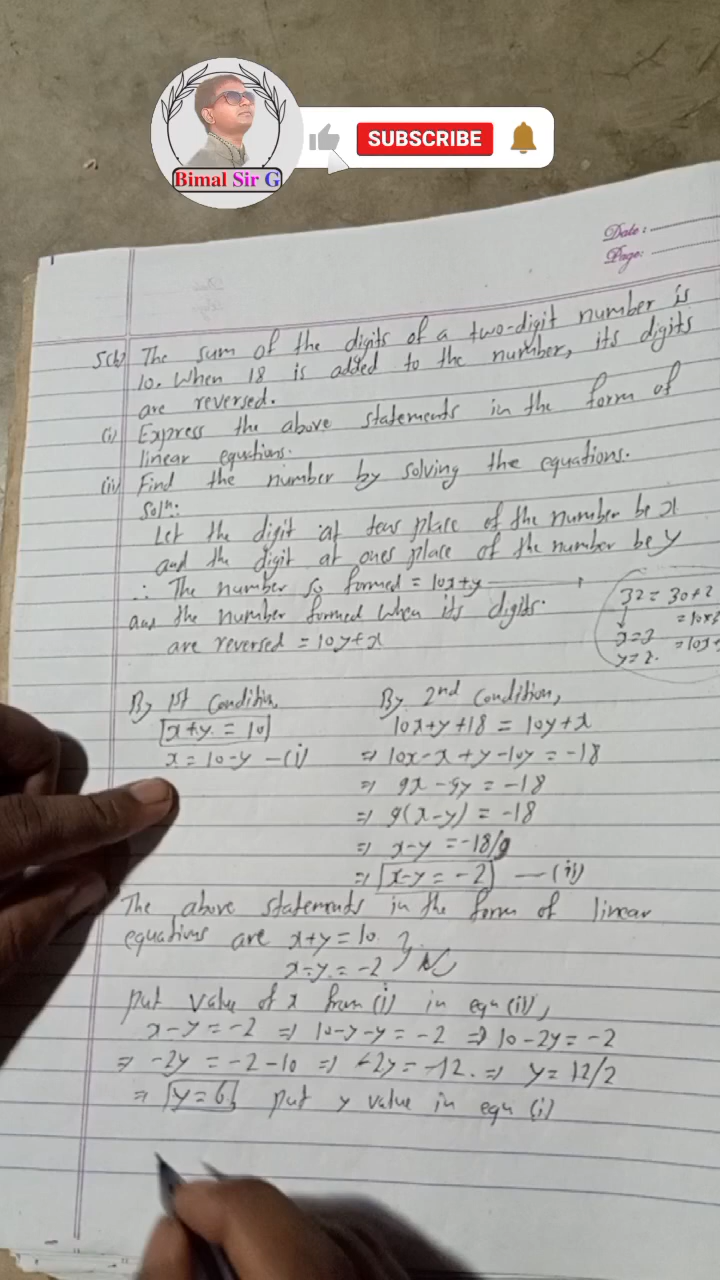 SUBSCRIBE
Bimal Sir G
Date:
Page:
5(b) The sum of the digits of a two-digit number is
10. When 18 is added to the number, its digits
are reversed.
(i) Express the above statements in the form of
linear equations.
(ii) Find the number by solving the equations.
Solⁿ:
Let the digit at tens place of the number be x
and the digit at ones place of the number be y
∴ The number so formed = 10x+y
and the number formed when its digits.
are reversed = 10y+x
32 = 30+2
= 10×3
x=3
y=2.
By 1st Condition,
x+y = 10
x = 10-y — (i)
By 2nd Condition,
10x+y+18 = 10y+x
⇒ 10x-x+y-10y = -18
⇒ 9x-9y = -18
⇒ 9(x-y) = -18
⇒ x-y = -18/9
⇒ x-y = -2 — (ii)
The above statements in the form of linear
equations are x+y = 10
x-y = -2
put value of x from (i) in eqn (ii),
x-y = -2 ⇒ 10-y-y = -2 ⇒ 10-2y = -2
⇒ -2y = -2-10 ⇒ -2y = -12. ⇒ y = 12/2
⇒ y = 6 put y value in eqn (i)